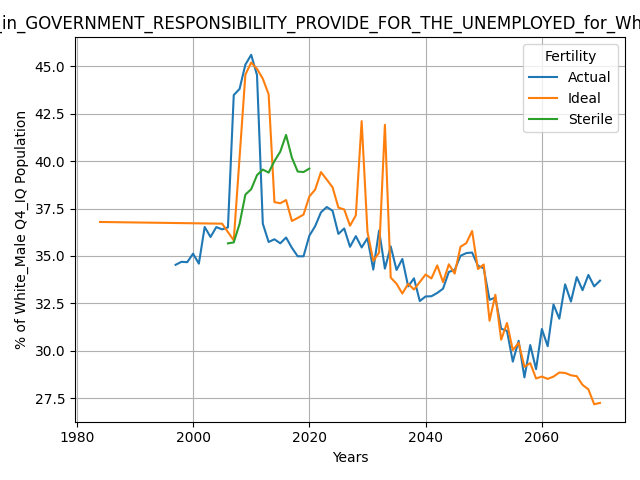 _in_GOVERNMENT_RESPONSIBILITY_PROVIDE_FOR_THE_UNEMPLOYED_for_Wh
Fertility
Actual
Ideal
Sterile
% of White_Male Q4_IQ Population
45.0
42.5
40.0
37.5
35.0
32.5
30.0
27.5
1980
2000
2020
2040
2060
Years